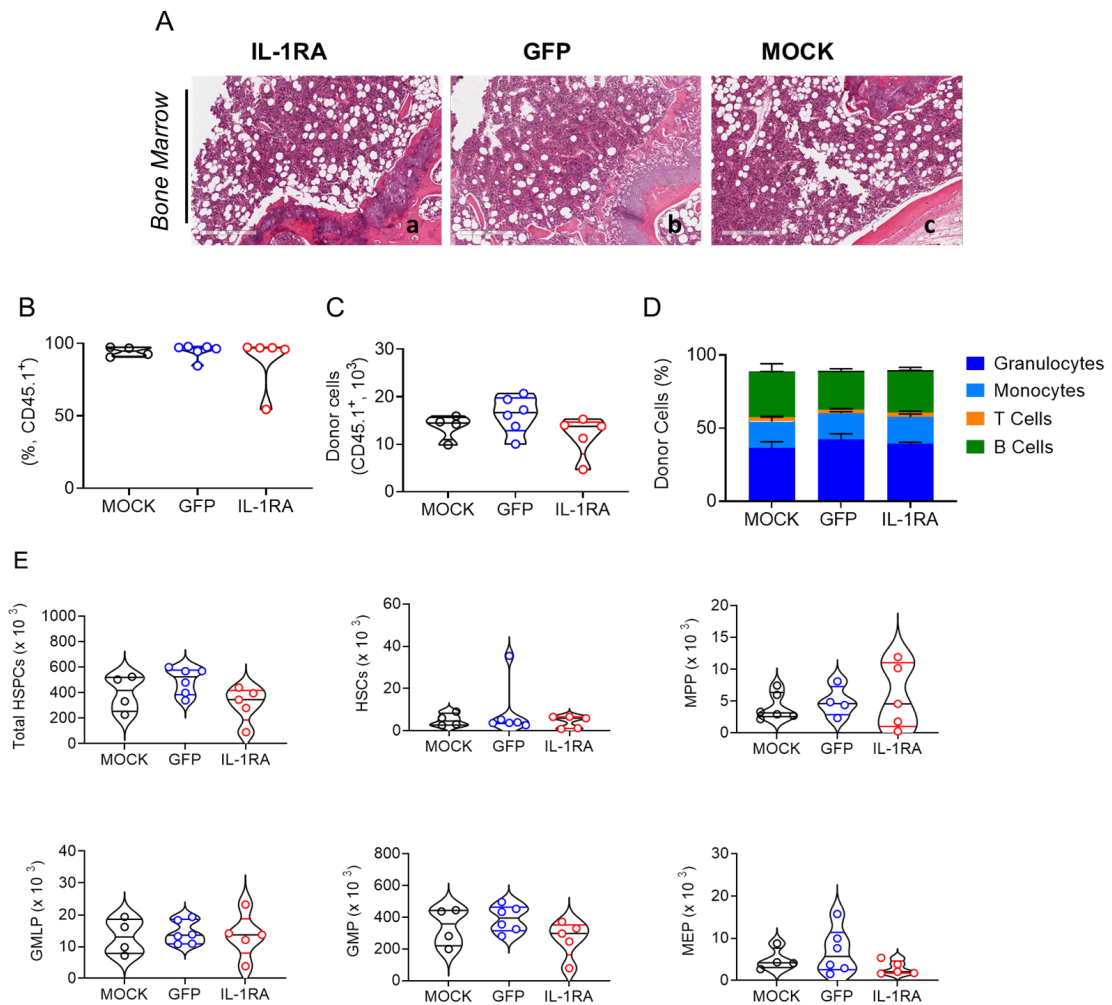 A
IL-1RA GFP MOCK
Bone Marrow
a b c
B
(%, CD45.1+)
100
50
0
MOCK GFP IL-1RA
C
Donor cells
(CD45.1+, 10³)
30
20
10
0
MOCK GFP IL-1RA
D
Donor Cells (%)
100
50
0
MOCK GFP IL-1RA
Granulocytes
Monocytes
T Cells
B Cells
E
Total HSPCs (x 10 ³)
1000
800
600
400
200
0
MOCK GFP IL-1RA
HSCs (x 10 ³)
60
40
20
0
MOCK GFP IL-1RA
MPP (x 10 ³)
20
15
10
5
0
MOCK GFP IL-1RA
GMLP (x 10 ³)
40
30
20
10
0
MOCK GFP IL-1RA
GMP (x 10 ³)
800
600
400
200
0
MOCK GFP IL-1RA
MEP (x 10 ³)
30
20
10
0
MOCK GFP IL-1RA